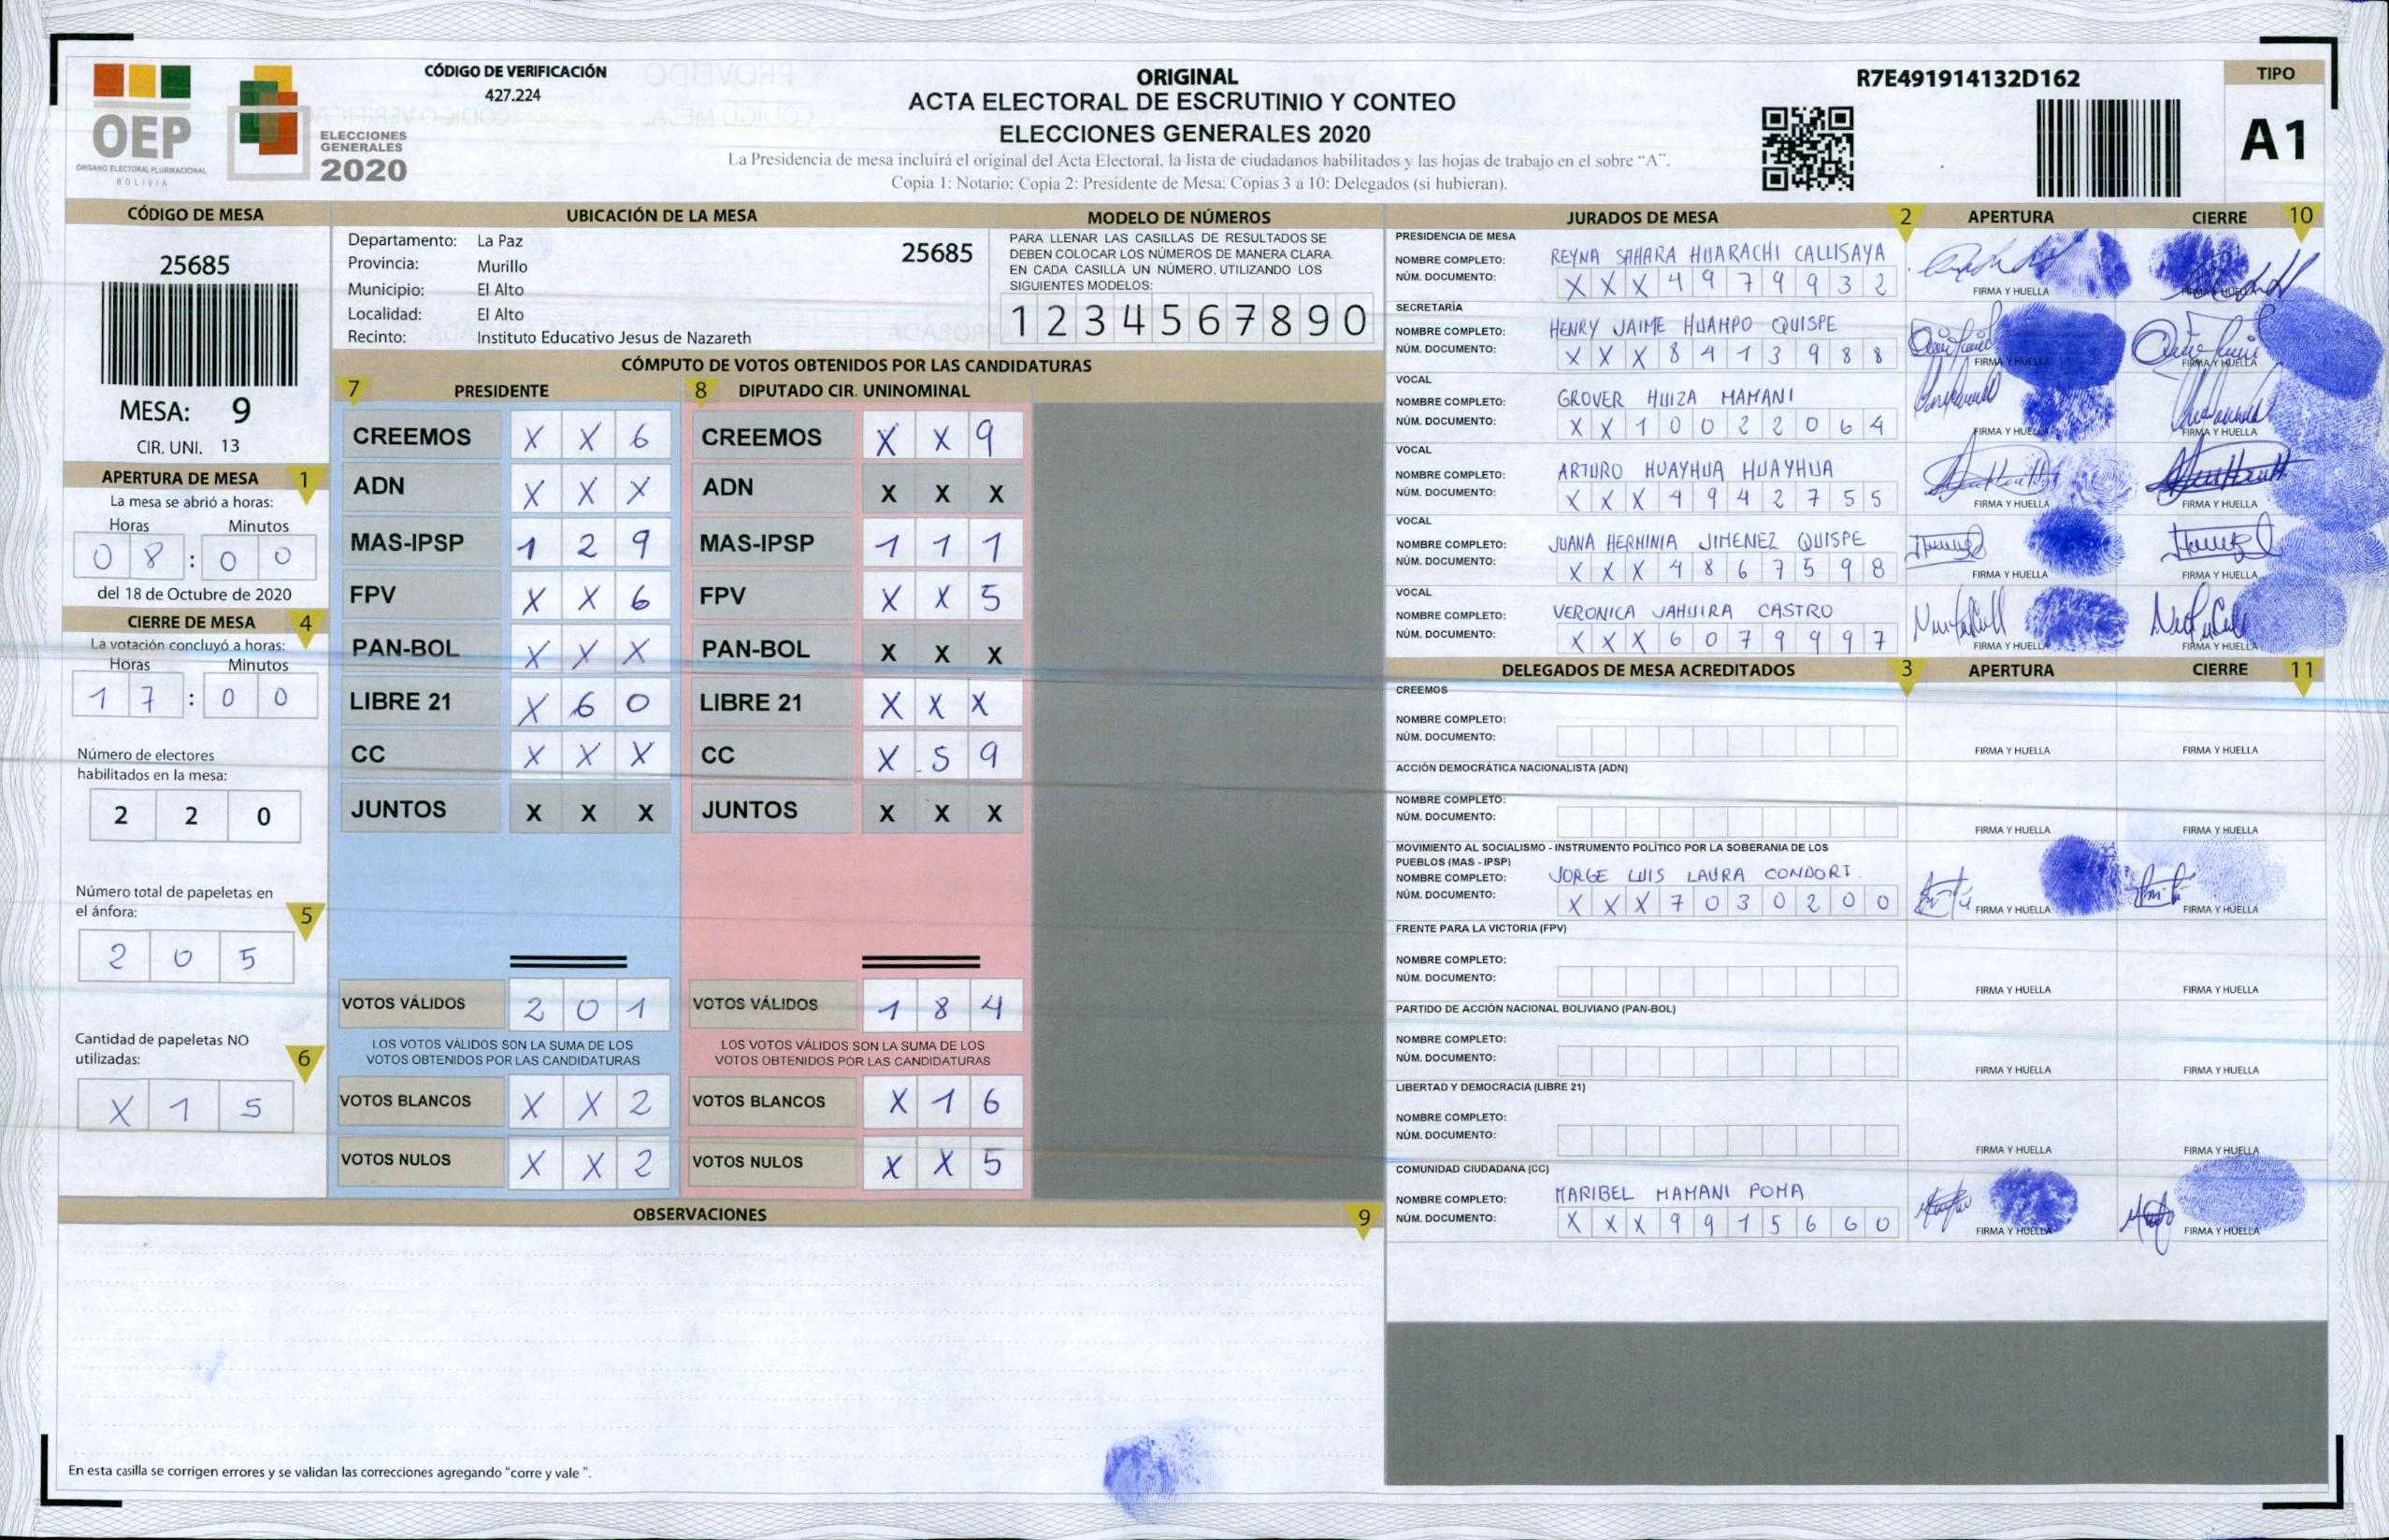 OEP
ÓRGANO ELECTORAL PLURINACIONAL
BOLIVIA
ELECCIONES
GENERALES
2020
CÓDIGO DE VERIFICACIÓN
427.224
ORIGINAL
ACTA ELECTORAL DE ESCRUTINIO Y CONTEO
ELECCIONES GENERALES 2020
La Presidencia de mesa incluirá el original del Acta Electoral, la lista de ciudadanos habilitados y las hojas de trabajo en el sobre "A".
Copia 1: Notario; Copia 2: Presidente de Mesa; Copias 3 a 10: Delegados (si hubieran).
R7E491914132D162
TIPO
A1
CÓDIGO DE MESA
25685
MESA: 9
CIR. UNI. 13
APERTURA DE MESA 1
La mesa se abrió a horas:
Horas Minutos
0 8 : 0 0
del 18 de Octubre de 2020
CIERRE DE MESA 4
La votación concluyó a horas:
Horas Minutos
1 7 : 0 0
Número de electores
habilitados en la mesa:
2 2 0
Número total de papeletas en
el ánfora: 5
2 0 5
Cantidad de papeletas NO
utilizadas: 6
X 1 5
UBICACIÓN DE LA MESA
Departamento: La Paz
25685
Provincia: Murillo
Municipio: El Alto
Localidad: El Alto
Recinto: Instituto Educativo Jesus de Nazareth
MODELO DE NÚMEROS
PARA LLENAR LAS CASILLAS DE RESULTADOS SE
DEBEN COLOCAR LOS NÚMEROS DE MANERA CLARA.
EN CADA CASILLA UN NÚMERO, UTILIZANDO LOS
SIGUIENTES MODELOS:
1 2 3 4 5 6 7 8 9 0
CÓMPUTO DE VOTOS OBTENIDOS POR LAS CANDIDATURAS
7 PRESIDENTE
CREEMOS X X 6
ADN X X X
MAS-IPSP 1 2 9
FPV X X 6
PAN-BOL X X X
LIBRE 21 X 6 0
CC X X X
JUNTOS X X X
VOTOS VÁLIDOS 2 0 1
LOS VOTOS VÁLIDOS SON LA SUMA DE LOS
VOTOS OBTENIDOS POR LAS CANDIDATURAS
VOTOS BLANCOS X X 2
VOTOS NULOS X X 2
8 DIPUTADO CIR. UNINOMINAL
CREEMOS X X 9
ADN X X X
MAS-IPSP 1 1 1
FPV X X 5
PAN-BOL X X X
LIBRE 21 X X X
CC X 5 9
JUNTOS X X X
VOTOS VÁLIDOS 1 8 4
LOS VOTOS VÁLIDOS SON LA SUMA DE LOS
VOTOS OBTENIDOS POR LAS CANDIDATURAS
VOTOS BLANCOS X 1 6
VOTOS NULOS X X 5
OBSERVACIONES 9
En esta casilla se corrigen errores y se validan las correcciones agregando "corre y vale ".
JURADOS DE MESA 2 APERTURA CIERRE 10
PRESIDENCIA DE MESA
NOMBRE COMPLETO: REYNA SAHARA HUARACHI CALLISAYA
NÚM. DOCUMENTO: X X X 4 9 7 9 9 3 2
FIRMA Y HUELLA FIRMA Y HUELLA
SECRETARÍA
NOMBRE COMPLETO: HENRY JAIME HUAMPO QUISPE
NÚM. DOCUMENTO: X X X 8 4 1 3 9 8 8
FIRMA Y HUELLA FIRMA Y HUELLA
VOCAL
NOMBRE COMPLETO: GROVER HUIZA MAMANI
NÚM. DOCUMENTO: X X 1 0 0 2 2 0 6 4
FIRMA Y HUELLA FIRMA Y HUELLA
VOCAL
NOMBRE COMPLETO: ARTURO HUAYHUA HUAYHUA
NÚM. DOCUMENTO: X X X 4 9 4 2 7 5 5
FIRMA Y HUELLA FIRMA Y HUELLA
VOCAL
NOMBRE COMPLETO: JUANA HERMINIA JIMENEZ QUISPE
NÚM. DOCUMENTO: X X X 4 8 6 7 5 9 8
FIRMA Y HUELLA FIRMA Y HUELLA
VOCAL
NOMBRE COMPLETO: VERONICA JAHUIRA CASTRO
NÚM. DOCUMENTO: X X X 6 0 7 9 9 9 7
FIRMA Y HUELLA FIRMA Y HUELLA
DELEGADOS DE MESA ACREDITADOS 3 APERTURA CIERRE 11
CREEMOS
NOMBRE COMPLETO:
NÚM. DOCUMENTO:
FIRMA Y HUELLA FIRMA Y HUELLA
ACCIÓN DEMOCRÁTICA NACIONALISTA (ADN)
NOMBRE COMPLETO:
NÚM. DOCUMENTO:
FIRMA Y HUELLA FIRMA Y HUELLA
MOVIMIENTO AL SOCIALISMO - INSTRUMENTO POLÍTICO POR LA SOBERANIA DE LOS
PUEBLOS (MAS - IPSP)
NOMBRE COMPLETO: JORGE LUIS LAURA CONDORI
NÚM. DOCUMENTO: X X X 7 0 3 0 2 0 0
FIRMA Y HUELLA FIRMA Y HUELLA
FRENTE PARA LA VICTORIA (FPV)
NOMBRE COMPLETO:
NÚM. DOCUMENTO:
FIRMA Y HUELLA FIRMA Y HUELLA
PARTIDO DE ACCIÓN NACIONAL BOLIVIANO (PAN-BOL)
NOMBRE COMPLETO:
NÚM. DOCUMENTO:
FIRMA Y HUELLA FIRMA Y HUELLA
LIBERTAD Y DEMOCRACIA (LIBRE 21)
NOMBRE COMPLETO:
NÚM. DOCUMENTO:
FIRMA Y HUELLA FIRMA Y HUELLA
COMUNIDAD CIUDADANA (CC)
NOMBRE COMPLETO: MARIBEL MAMANI POMA
NÚM. DOCUMENTO: X X X 9 9 1 5 6 6 0
FIRMA Y HUELLA FIRMA Y HUELLA